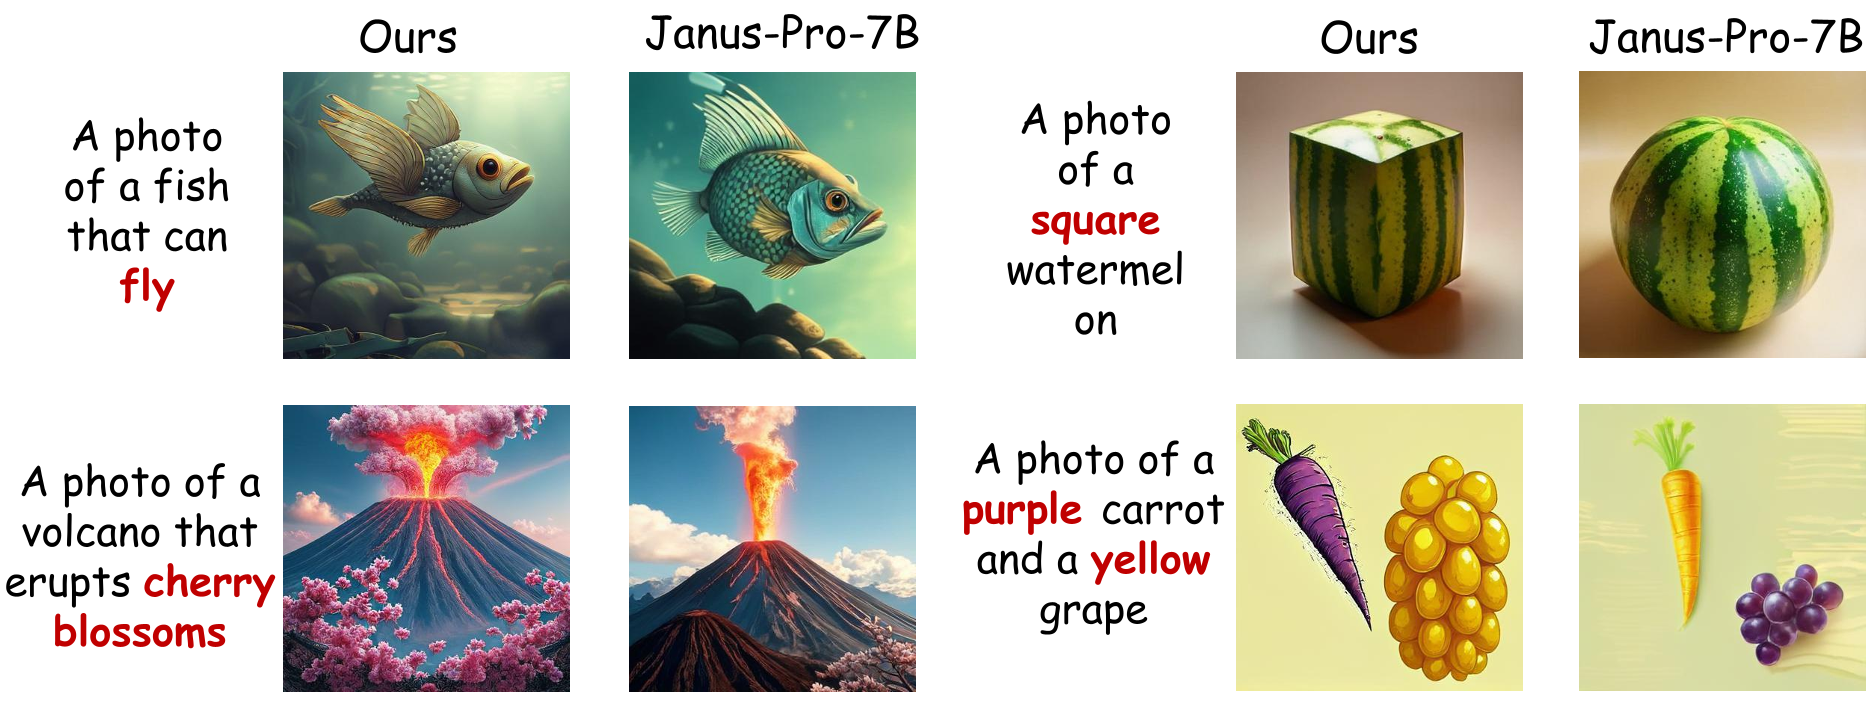 Ours
Janus-Pro-7B
Ours
Janus-Pro-7B
A photo
of a fish
that can
fly
A photo
of a
square
watermel
on
A photo of a
volcano that
erupts cherry
blossoms
A photo of a
purple carrot
and a yellow
grape